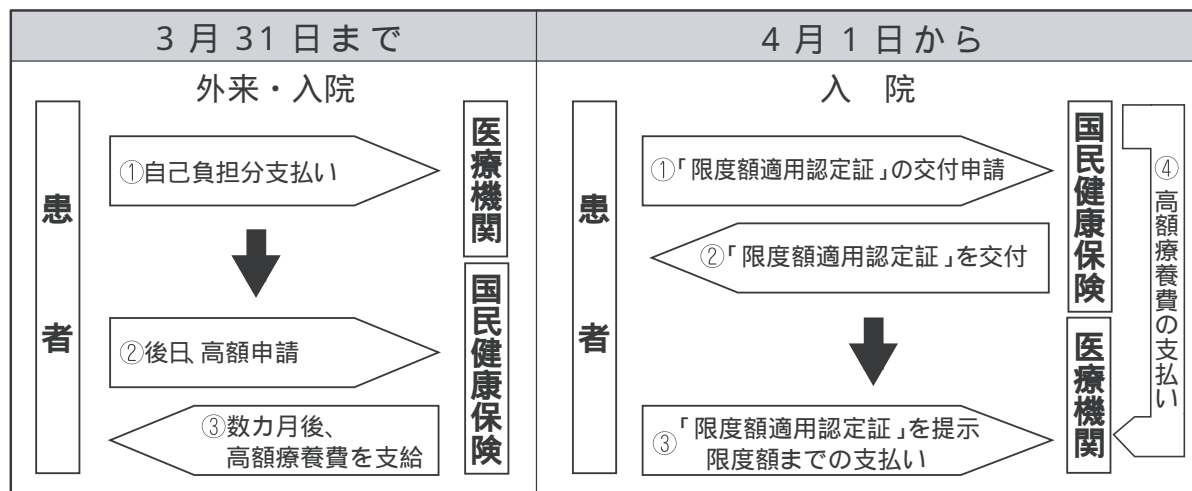 3月31日まで
外来・入院
患者
①自己負担分支払い
医療機関
②後日、高額申請
③数カ月後、
高額療養費を支給
国民健康保険
4月1日から
入 院
患者
①「限度額適用認定証」の交付申請
②「限度額適用認定証」を交付
国民健康保険
③「限度額適用認定証」を提示
限度額までの支払い
医療機関
④高額療養費の支払い